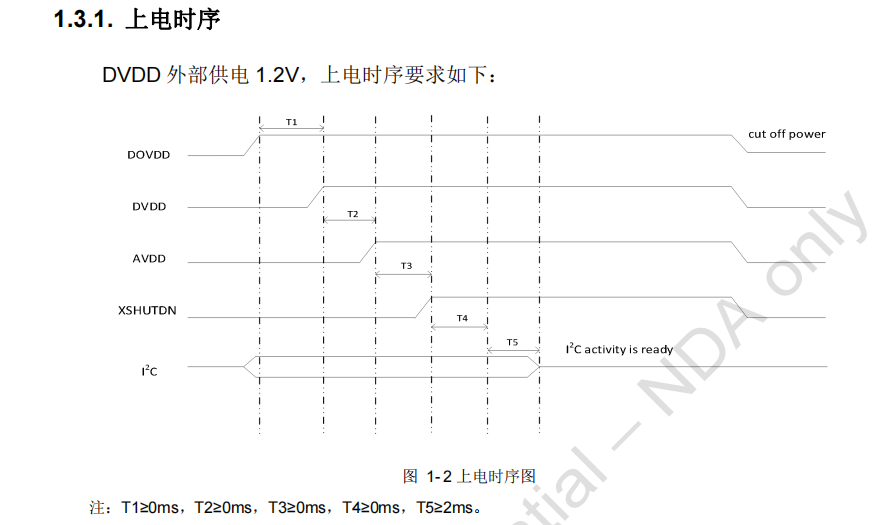 1.3.1. 上电时序
DVDD 外部供电 1.2V，上电时序要求如下：
T1
cut off power
DOVDD
DVDD
T2
AVDD
T3
XSHUTDN
T4
T5
I²C activity is ready
I²C
图 1-2 上电时序图
注：T1≥0ms，T2≥0ms，T3≥0ms，T4≥0ms，T5≥2ms。
ntial – NDA only